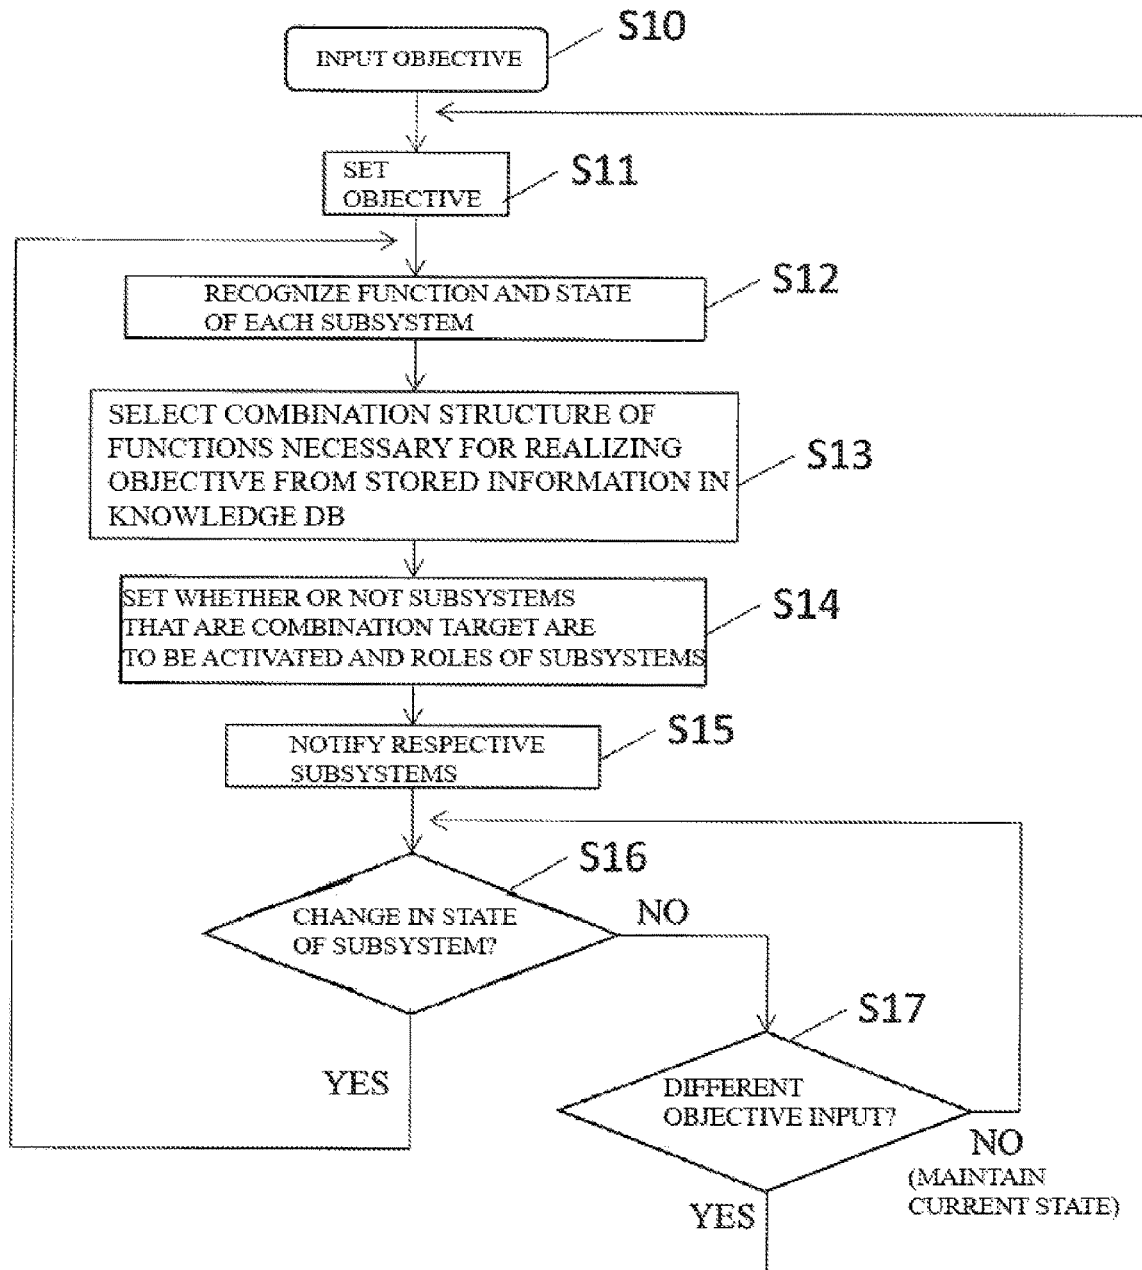 S10
INPUT OBJECTIVE
S11
SET
OBJECTIVE
S12
RECOGNIZE FUNCTION AND STATE
OF EACH SUBSYSTEM
SELECT COMBINATION STRUCTURE OF
FUNCTIONS NECESSARY FOR REALIZING
OBJECTIVE FROM STORED INFORMATION IN
KNOWLEDGE DB
S13
SET WHETHER OR NOT SUBSYSTEMS
THAT ARE COMBINATION TARGET ARE
TO BE ACTIVATED AND ROLES OF SUBSYSTEMS
S14
NOTIFY RESPECTIVE
SUBSYSTEMS
S15
S16
CHANGE IN STATE
OF SUBSYSTEM?
NO
YES
S17
DIFFERENT
OBJECTIVE INPUT?
NO
(MAINTAIN
CURRENT STATE)
YES